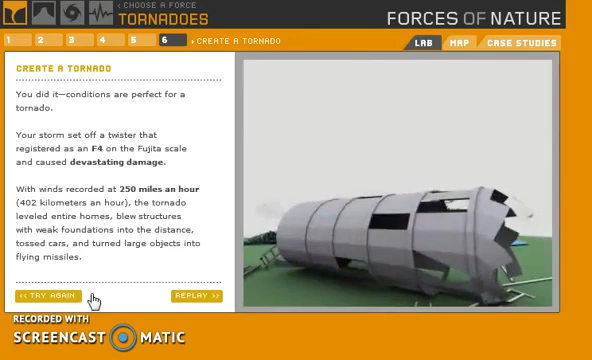 < CHOOSE A FORCE
TORNADOES
FORCES OF NATURE
1 2 3 4 5 6 CREATE A TORNADO
LAB MAP CASE STUDIES
CREATE A TORNADO
You did it—conditions are perfect for a
tornado.
Your storm set off a twister that
registered as an F4 on the Fujita scale
and caused devastating damage.
With winds recorded at 250 miles an hour
(402 kilometers an hour), the tornado
leveled entire homes, blew structures
with weak foundations into the distance,
tossed cars, and turned large objects into
flying missiles.
<< TRY AGAIN
REPLAY >>
RECORDED WITH
SCREENCAST MATIC